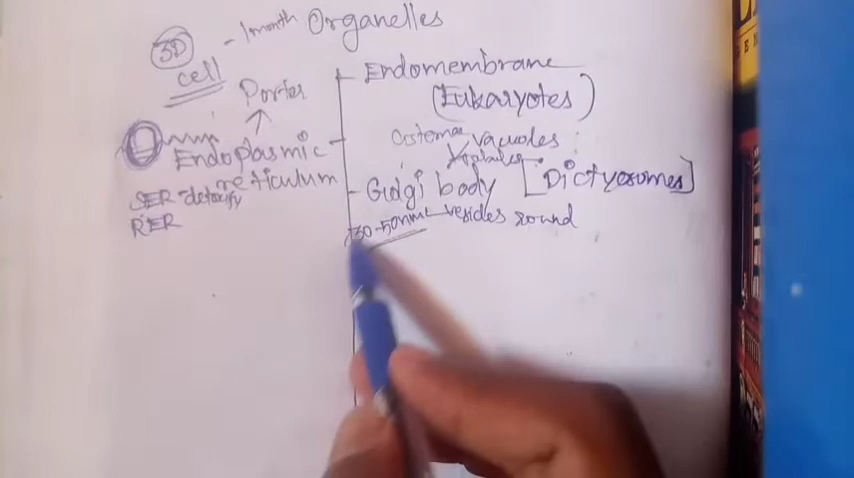 3D - 1month Organelles
cell
Endomembrane
(Eukaryotes)
Porter
vacuoles
Endoplasmic
reticulum
Golgi body [Dictyosomes]
SER - detoxify
RER
30-50nm vesides round